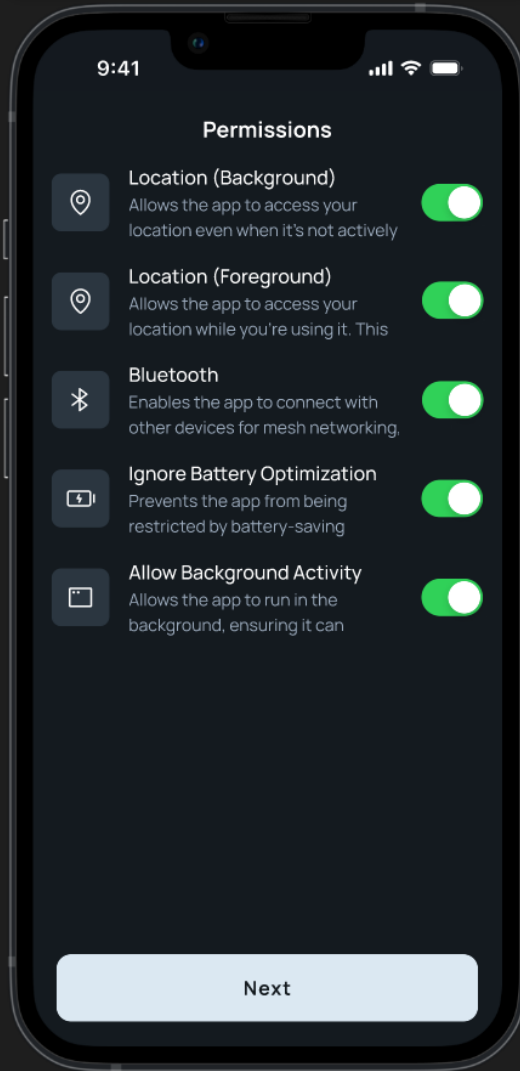 9:41
Permissions
Location (Background)
Allows the app to access your
location even when it's not actively
Location (Foreground)
Allows the app to access your
location while you're using it. This
Bluetooth
Enables the app to connect with
other devices for mesh networking,
Ignore Battery Optimization
Prevents the app from being
restricted by battery-saving
Allow Background Activity
Allows the app to run in the
background, ensuring it can
Next